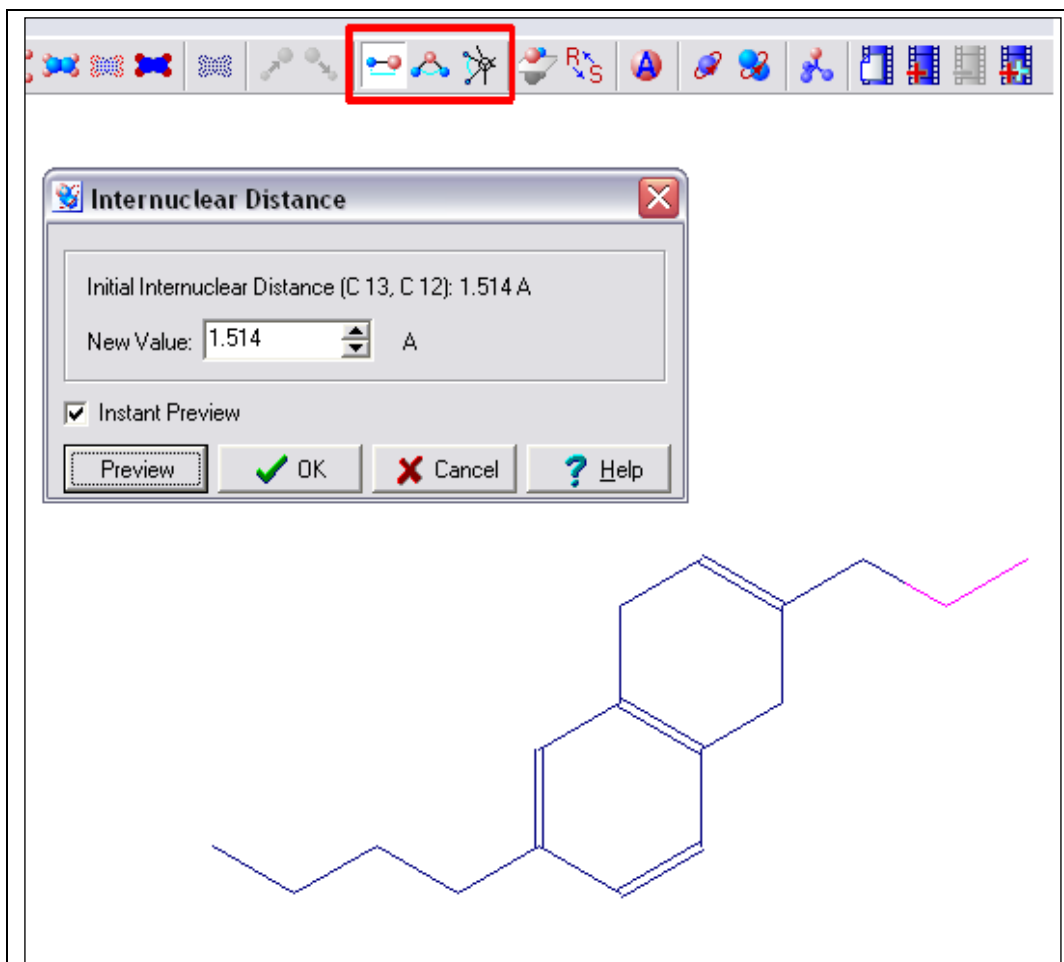 R
S
A
Internuclear Distance
Initial Internuclear Distance (C 13, C 12): 1.514 A
New Value: 1.514 A
Instant Preview
Preview OK Cancel ? Help